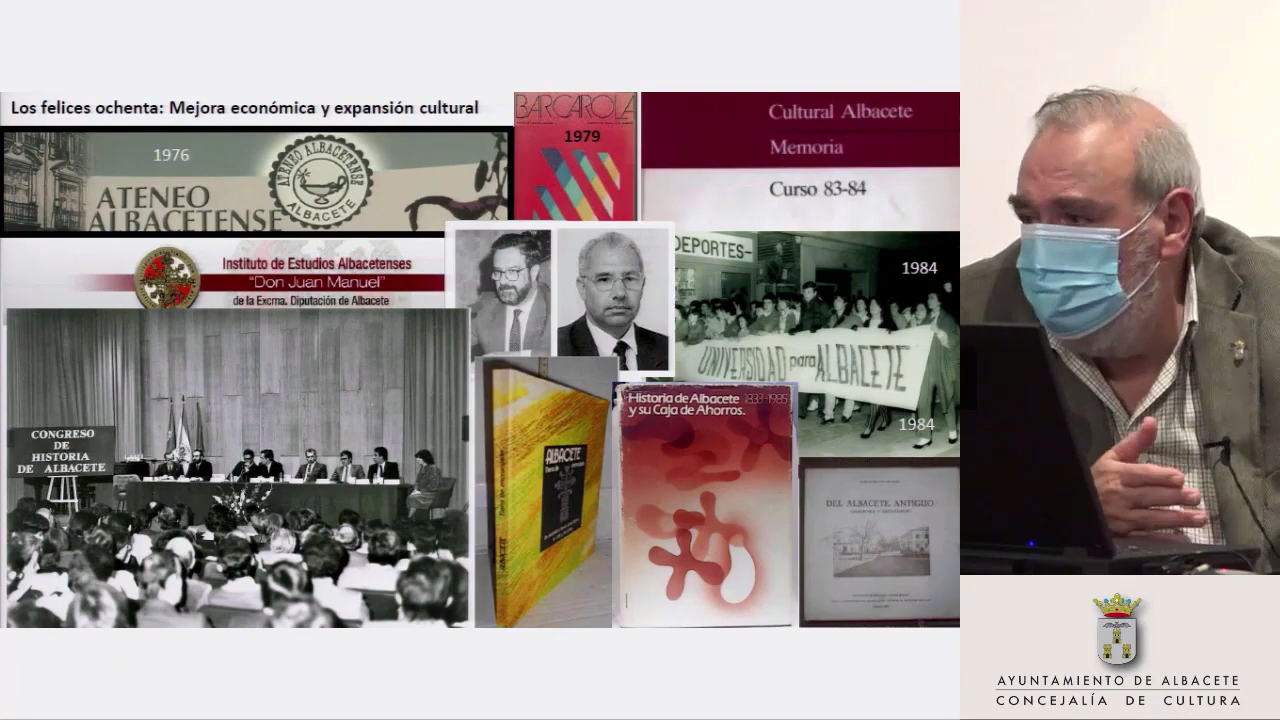 Los felices ochenta: Mejora económica y expansión cultural
1976
ATENEO
ALBACETENSE
ATENEO ALBACETENSE
ALBACETE
BARCAROLA
1979
Cultural Albacete
Memoria
Curso 83-84
Instituto de Estudios Albacetenses
"Don Juan Manuel"
de la Excma. Diputación de Albacete
DEPORTES-
1984
UNIVERSIDAD para ALBACETE
1984
CONGRESO
DE
HISTORIA
DE ALBACETE
ALBACETE
Historia de Albacete 1833-1985
y su Caja de Ahorros.
DEL ALBACETE ANTIGUO
AYUNTAMIENTO DE ALBACETE
CONCEJALÍA DE CULTURA